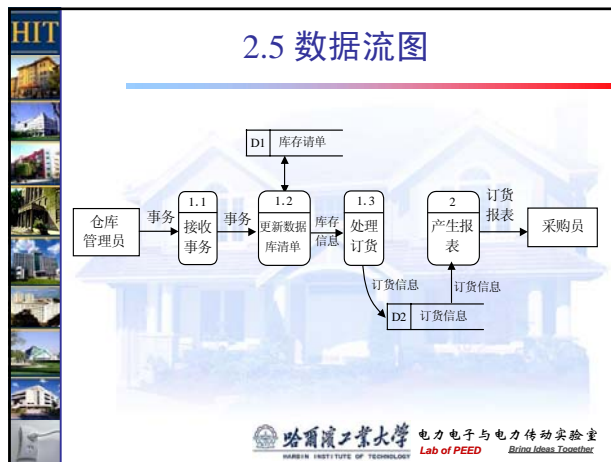 HIT
2.5 数据流图
D1 库存请单
1.1
接收
事务
1.2
更新数据
库清单
1.3
处理
订货
2
产生报
表
仓库
管理员
事务
事务
库存
信息
订货
报表
采购员
订货信息
订货信息
D2 订货信息
哈尔滨工业大学
HARBIN INSTITUTE OF TECHNOLOGY
电力电子与电力传动实验室
Lab of PEED Bring Ideas Together